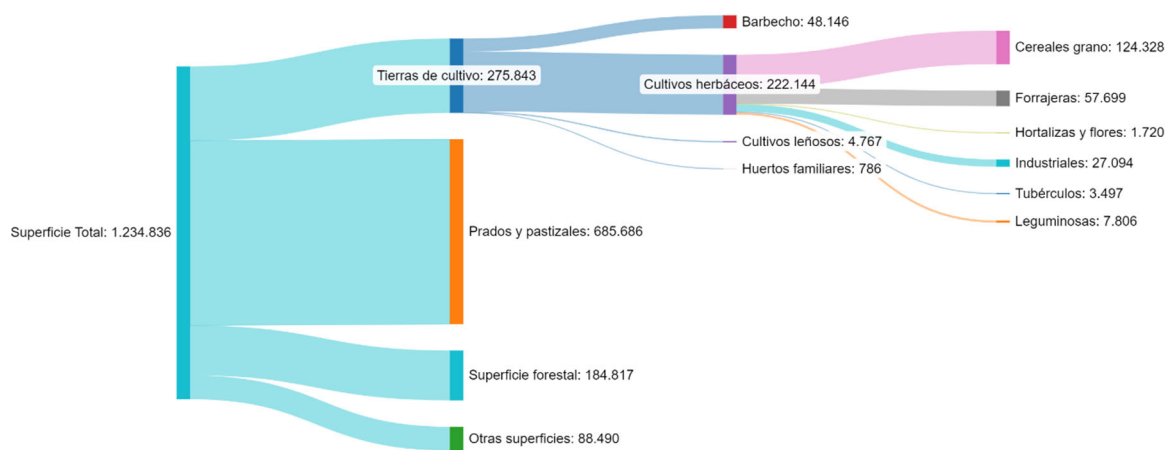 Superficie Total: 1.234.836
Tierras de cultivo: 275.843
Prados y pastizales: 685.686
Superficie forestal: 184.817
Otras superficies: 88.490
Barbecho: 48.146
Cultivos herbáceos: 222.144
Cultivos leñosos: 4.767
Huertos familiares: 786
Cereales grano: 124.328
Forrajeras: 57.699
Hortalizas y flores: 1.720
Industriales: 27.094
Tubérculos: 3.497
Leguminosas: 7.806